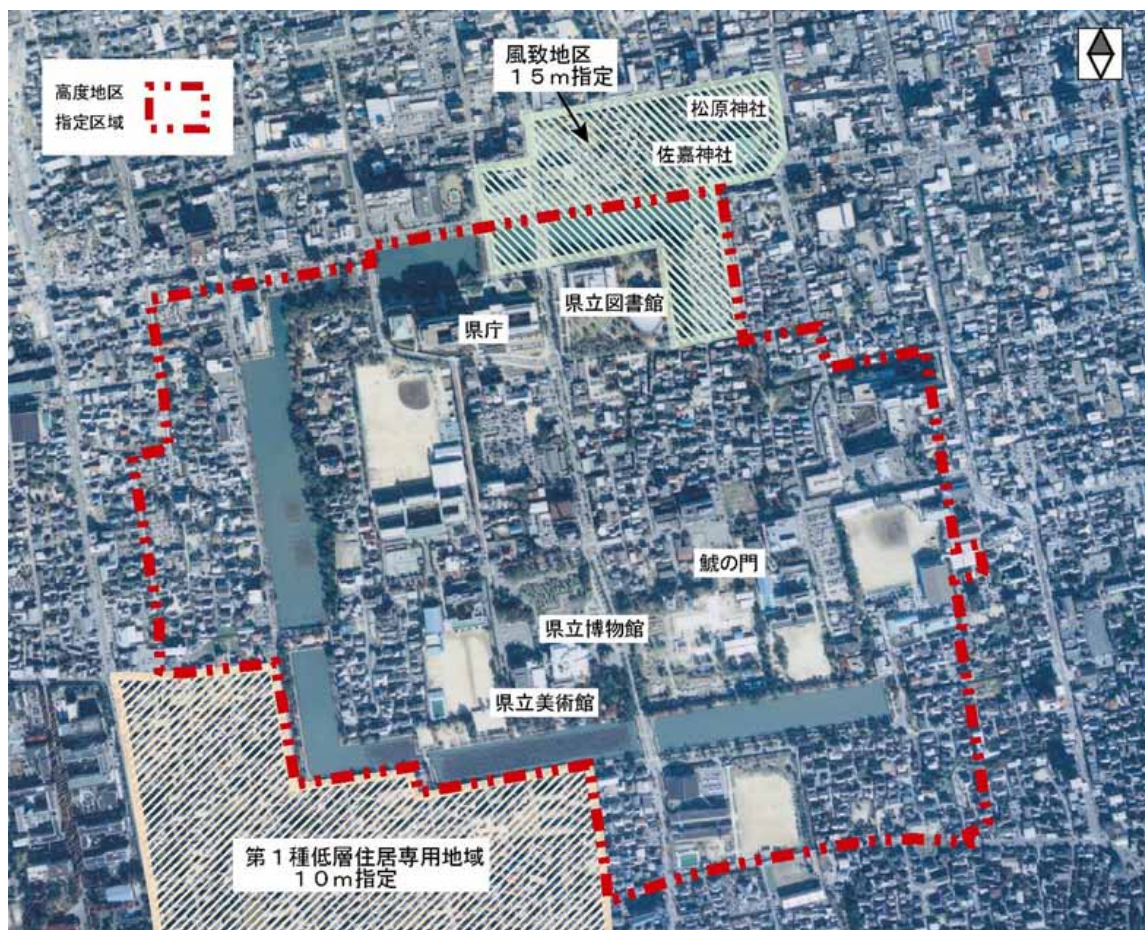 風致地区
１５ｍ指定
高度地区
指定区域
松原神社
佐嘉神社
県立図書館
県庁
鯱の門
県立博物館
県立美術館
第１種低層住居専用地域
１０ｍ指定